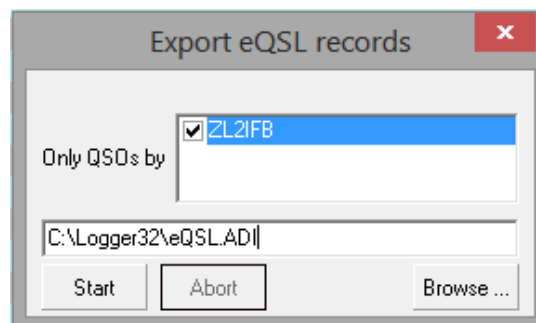 Export eQSL records
x
ZL2IFB
Only QSOs by
C:\Logger32\eQSL.ADI
Start Abort Browse ...